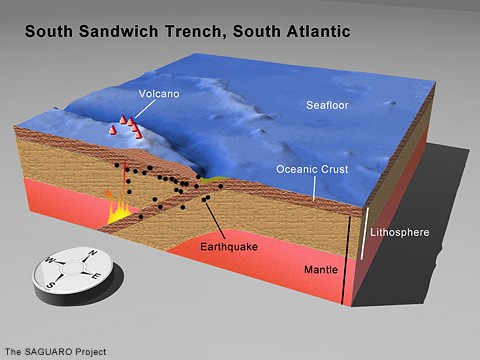 South Sandwich Trench, South Atlantic
Volcano
Seafloor
Oceanic Crust
Lithosphere
Earthquake
Mantle
N
W
E
S
The SAGUARO Project